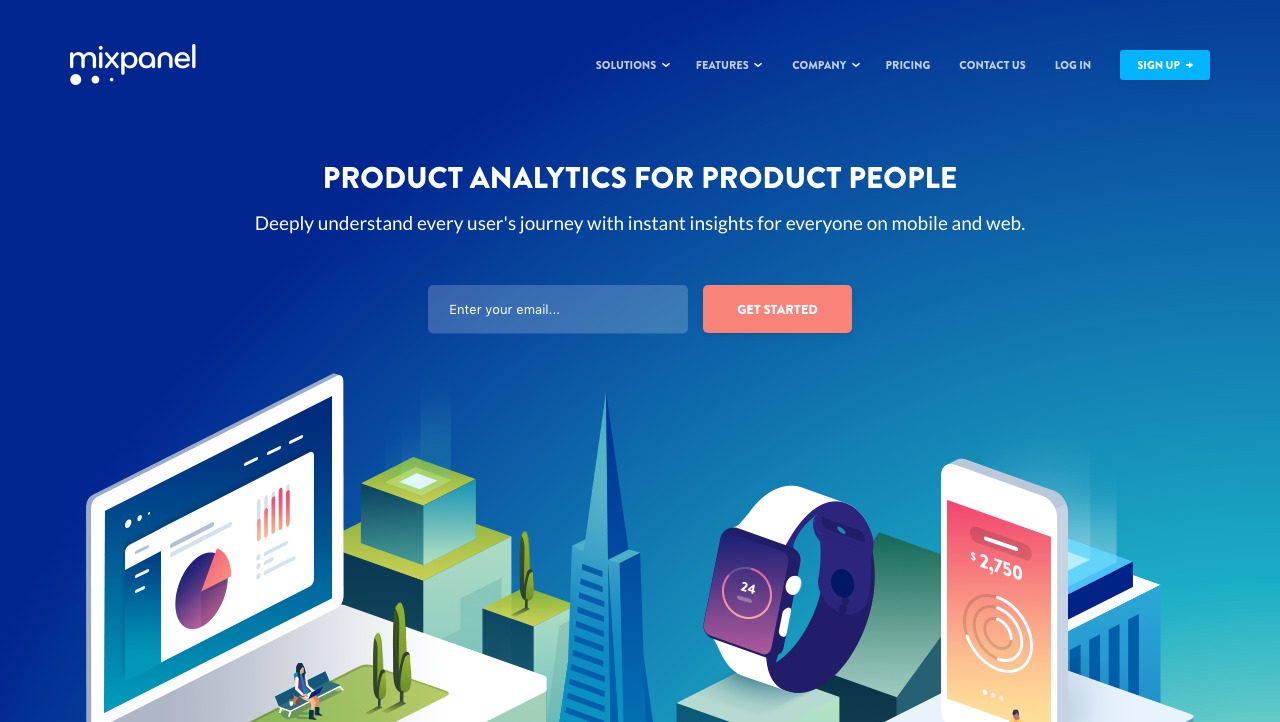 mixpanel
SOLUTIONS FEATURES COMPANY PRICING CONTACT US LOG IN SIGN UP →
PRODUCT ANALYTICS FOR PRODUCT PEOPLE
Deeply understand every user's journey with instant insights for everyone on mobile and web.
Enter your email... GET STARTED
$ 2,750
24